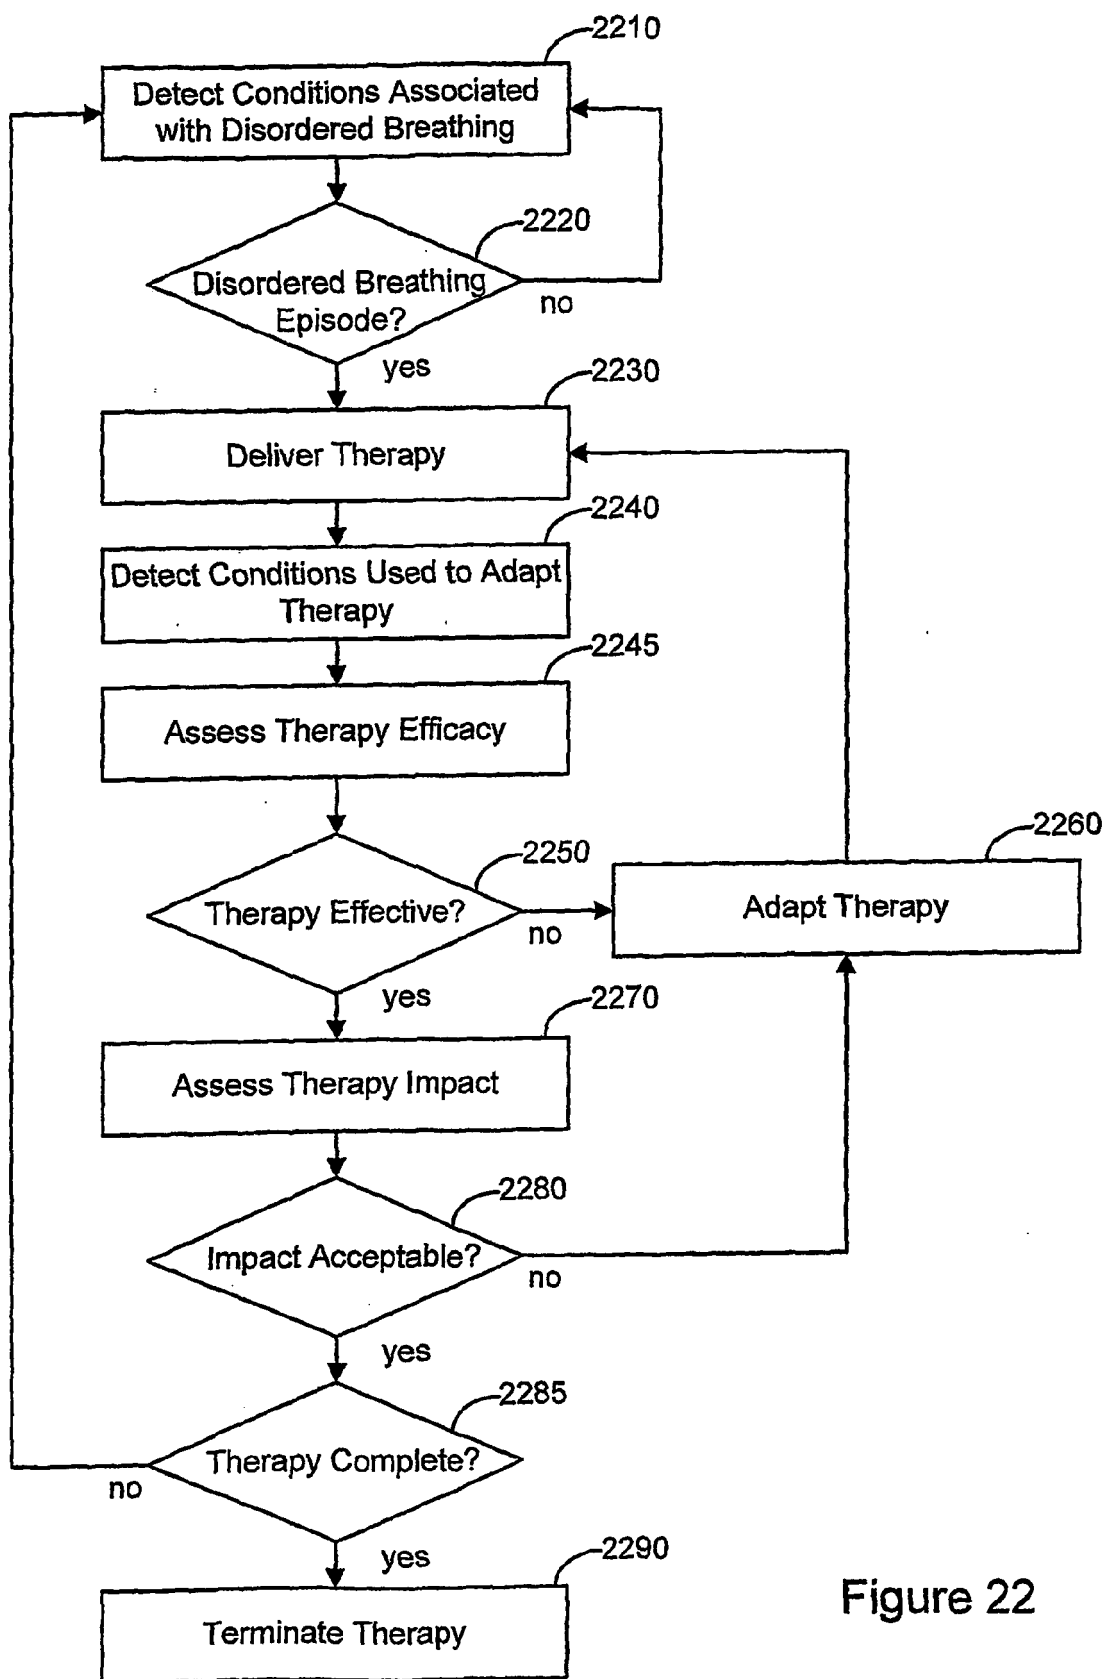 2210
Detect Conditions Associated
with Disordered Breathing
2220
Disordered Breathing
Episode?
no
yes
2230
Deliver Therapy
2240
Detect Conditions Used to Adapt
Therapy
2245
Assess Therapy Efficacy
2250
Therapy Effective?
no
2260
Adapt Therapy
yes
2270
Assess Therapy Impact
2280
Impact Acceptable?
no
yes
2285
Therapy Complete?
no
yes
2290
Terminate Therapy
Figure 22